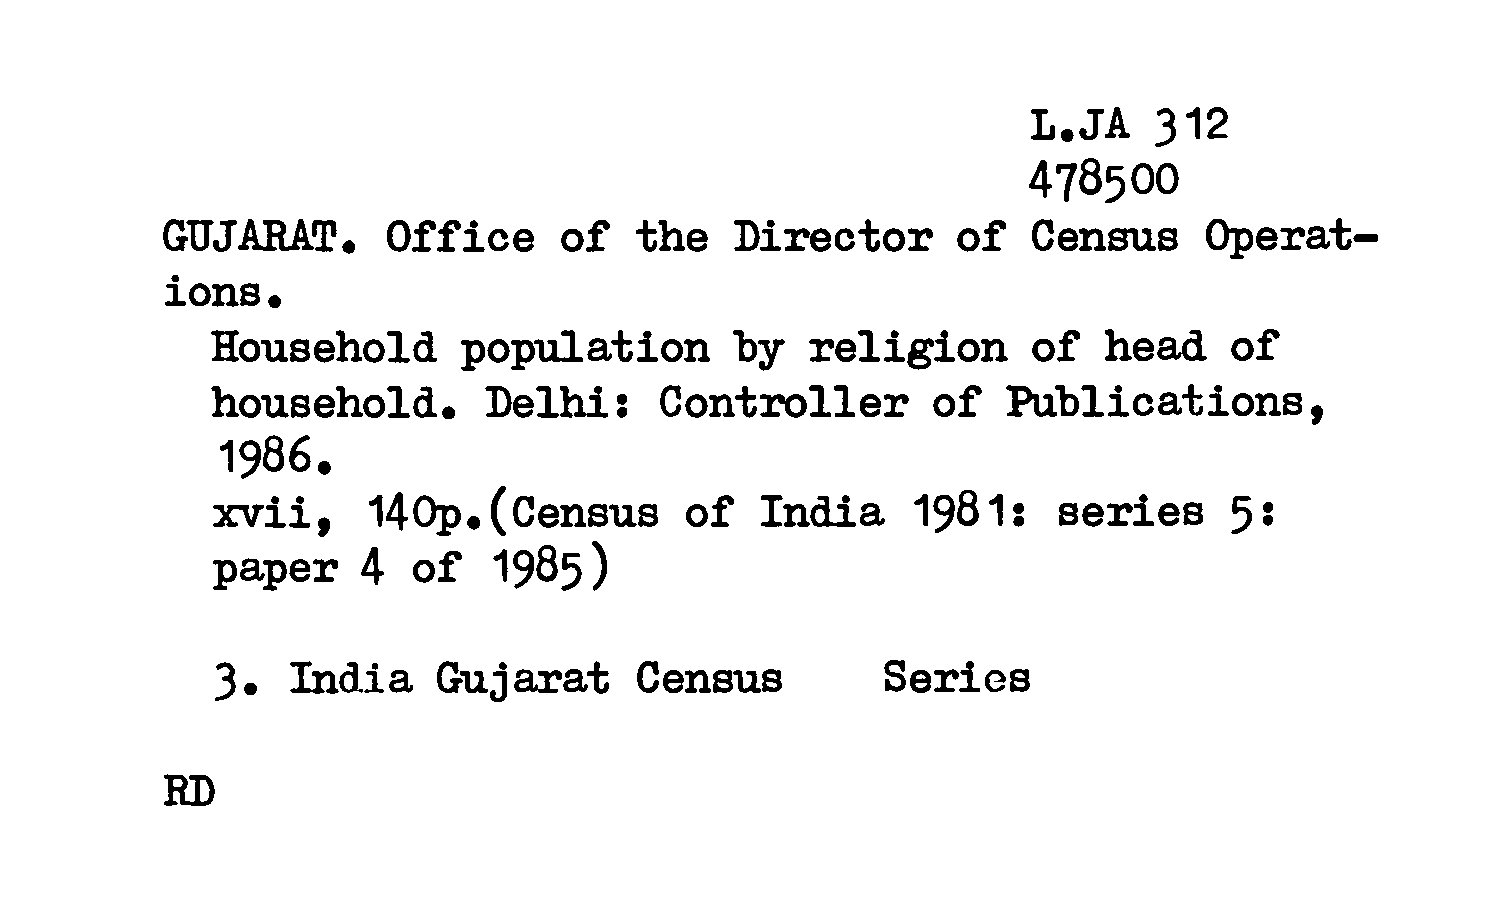 L.JA 312
478500
GUJARAT. Office of the Director of Census Operat-
ions.
Household population by religion of head of
household. Delhi: Controller of Publications,
1986.
xvii, 140p.(Census of India 1981: series 5:
paper 4 of 1985)
3. India Gujarat Census    Series
RD